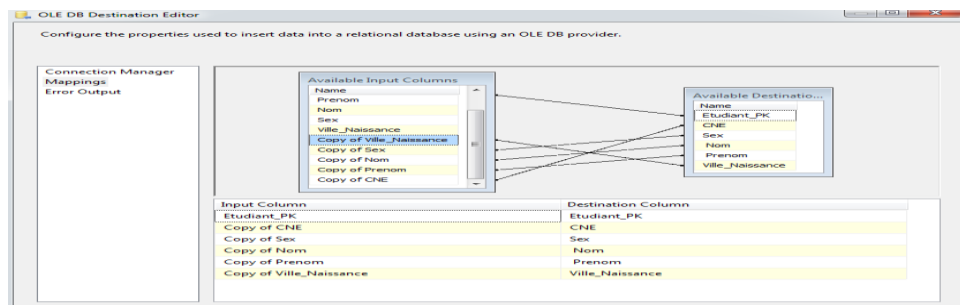 OLE DB Destination Editor
Configure the properties used to insert data into a relational database using an OLE DB provider.
Connection Manager
Mappings
Error Output
Available Input Columns
Name
Prenom
Nom
Sex
Ville_Naissance
Copy of Ville_Naissance
Copy of Sex
Copy of Nom
Copy of Prenom
Copy of CNE
Available Destinatio...
Name
Etudiant_PK
CNE
Sex
Nom
Prenom
Ville_Naissance
Input Column Destination Column
Etudiant_PK Etudiant_PK
Copy of CNE CNE
Copy of Sex Sex
Copy of Nom Nom
Copy of Prenom Prenom
Copy of Ville_Naissance Ville_Naissance